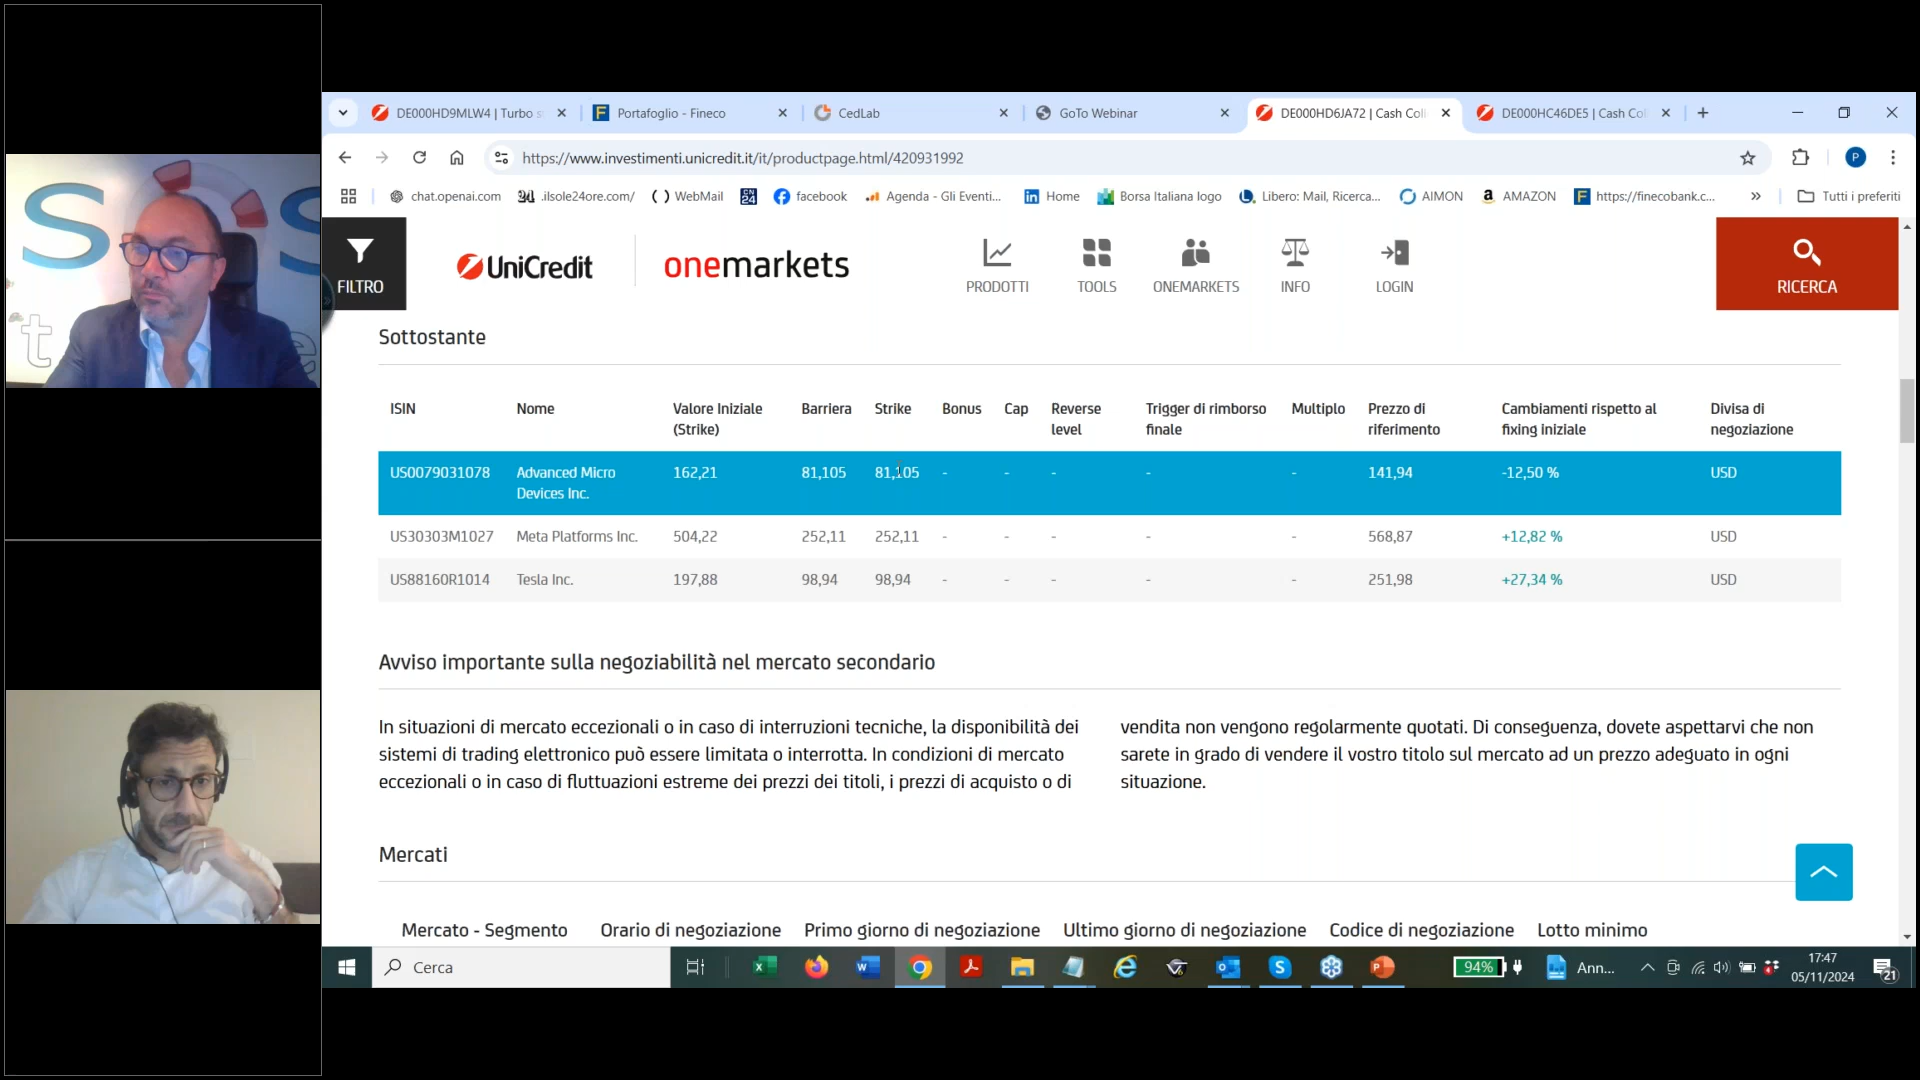 DE000HD9MLW4 | Turbo s
Portafoglio - Fineco
CedLab
GoTo Webinar
DE000HD6JA72 | Cash Coll
DE000HC46DE5 | Cash Col
https://www.investimenti.unicredit.it/it/productpage.html/420931992
P
chat.openai.com
24
.ilsole24ore.com/
WebMail
CN 24
facebook
Agenda - Gli Eventi...
Home
Borsa Italiana logo
Libero: Mail, Ricerca...
AIMON
AMAZON
https://finecobank.c...
»
Tutti i preferiti
FILTRO
UniCredit
onemarkets
PRODOTTI
TOOLS
ONEMARKETS
INFO
LOGIN
RICERCA
Sottostante
ISIN Nome Valore Iniziale (Strike) Barriera Strike Bonus Cap Reverse level Trigger di rimborso finale Multiplo Prezzo di riferimento Cambiamenti rispetto al fixing iniziale Divisa di negoziazione
US0079031078 Advanced Micro Devices Inc. 162,21 81,105 81,105 - - - - - 141,94 -12,50 % USD
US30303M1027 Meta Platforms Inc. 504,22 252,11 252,11 - - - - - 568,87 +12,82 % USD
US88160R1014 Tesla Inc. 197,88 98,94 98,94 - - - - - 251,98 +27,34 % USD
Avviso importante sulla negoziabilità nel mercato secondario
In situazioni di mercato eccezionali o in caso di interruzioni tecniche, la disponibilità dei
sistemi di trading elettronico può essere limitata o interrotta. In condizioni di mercato
eccezionali o in caso di fluttuazioni estreme dei prezzi dei titoli, i prezzi di acquisto o di
vendita non vengono regolarmente quotati. Di conseguenza, dovete aspettarvi che non
sarete in grado di vendere il vostro titolo sul mercato ad un prezzo adeguato in ogni
situazione.
Mercati
Mercato - Segmento Orario di negoziazione Primo giorno di negoziazione Ultimo giorno di negoziazione Codice di negoziazione Lotto minimo
Cerca
94%
Ann...
17:47
05/11/2024
21